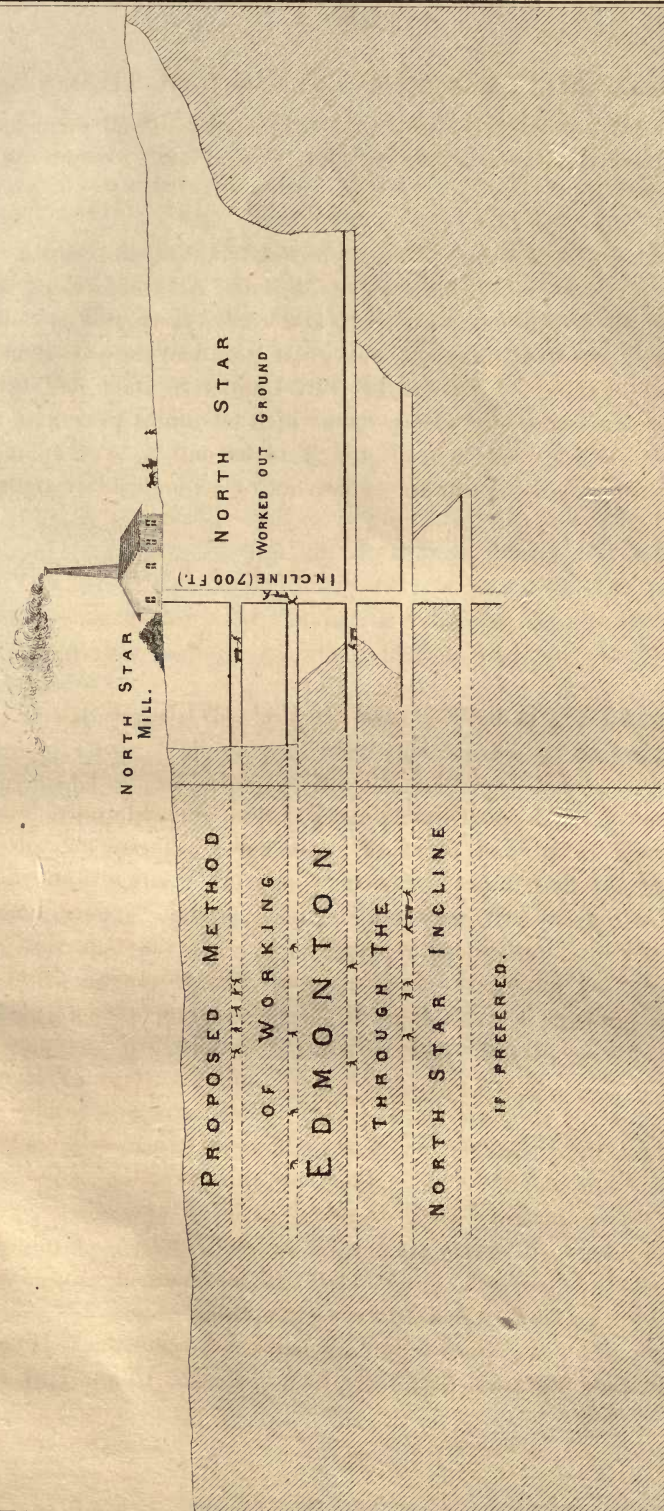 NORTH STAR
MILL.
NORTH STAR
WORKED OUT GROUND
INCLINE (700 FT.)
PROPOSED METHOD
OF WORKING
EDMONTON
THROUGH THE
NORTH STAR INCLINE
IF PREFERED.